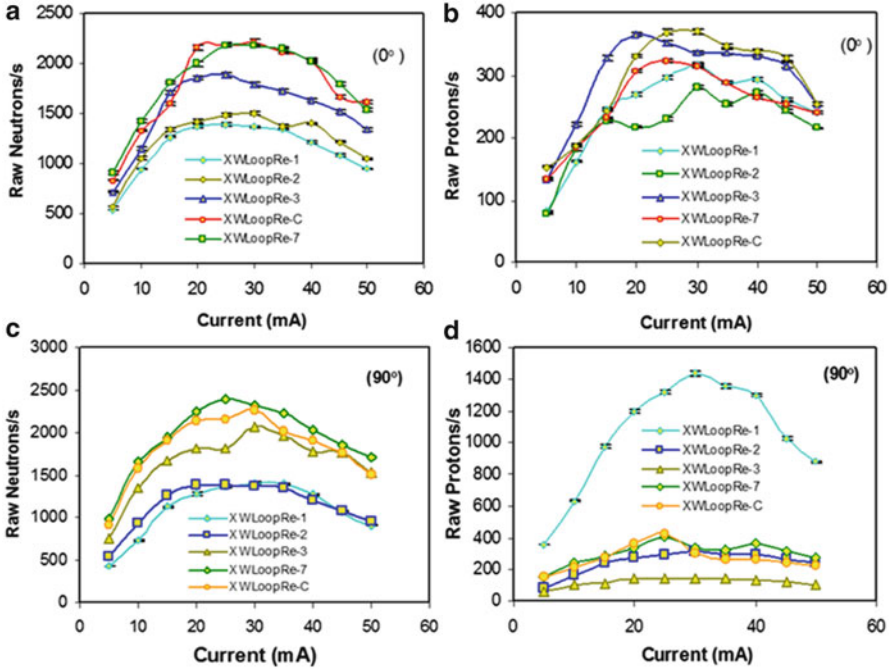 a
Raw Neutrons/s
2500
2000
1500
1000
500
0
(0°)
XWLoopRe-1
XWLoopRe-2
XWLoopRe-3
XWLoopRe-C
XWLoopRe-7
0 10 20 30 40 50 60
Current (mA)
b
Raw Protons/s
400
300
200
100
0
(0°)
XWLoopRe-1
XWLoopRe-2
XWLoopRe-3
XWLoopRe-7
XWLoopRe-C
0 10 20 30 40 50 60
Current (mA)
c
Raw Neutrons/s
3000
2500
2000
1500
1000
500
0
(90°)
XWLoopRe-1
XWLoopRe-2
XWLoopRe-3
XWLoopRe-7
XWLoopRe-C
0 10 20 30 40 50 60
Current (mA)
d
Raw Protons/s
1600
1400
1200
1000
800
600
400
200
0
(90°)
XWLoopRe-1
XWLoopRe-2
XWLoopRe-3
XWLoopRe-7
XWLoopRe-C
0 20 40 60
Current (mA)